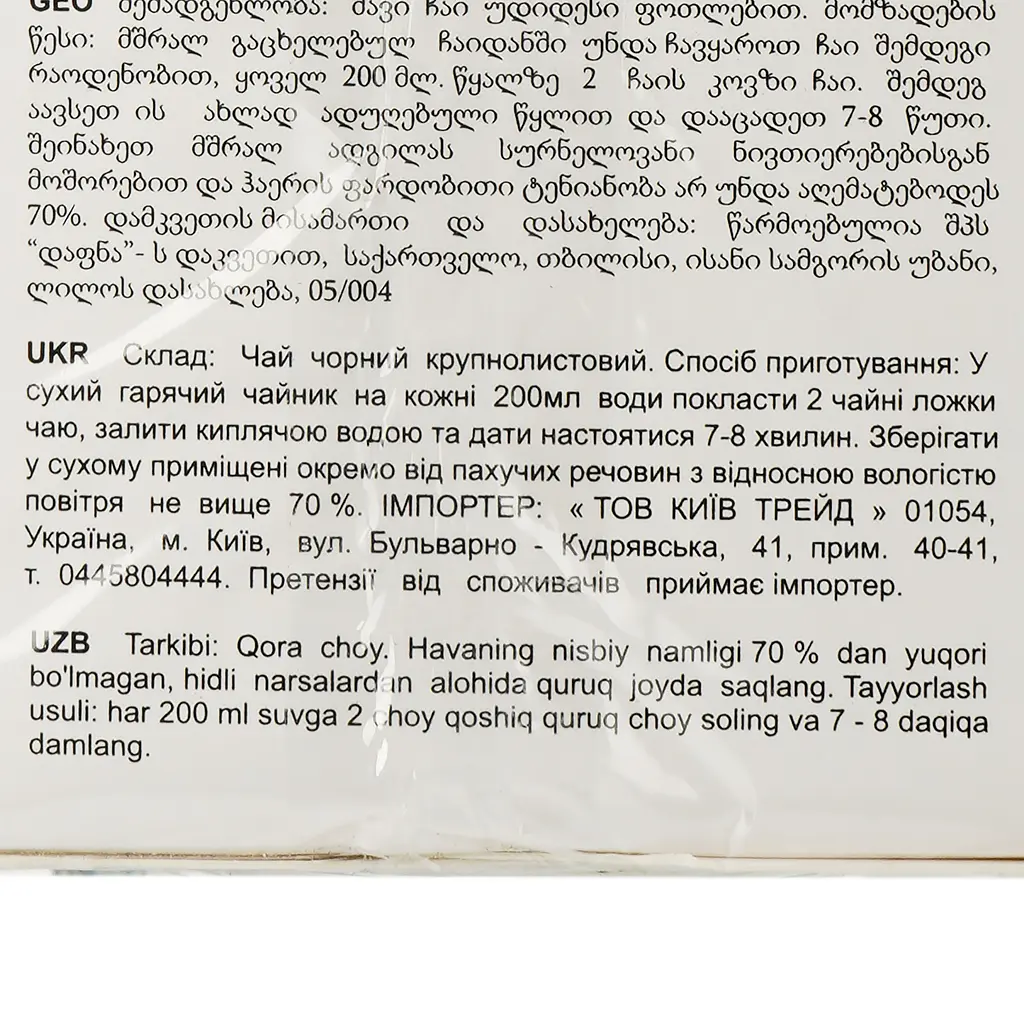 GEO შემადგენლობა: შავი ჩაი უდიდესი ფოთლებით. მომზადების
წესი: მშრალ გაცხელებულ ჩაიდანში უნდა ჩავყაროთ ჩაი შემდეგი
რაოდენობით, ყოველ 200 მლ. წყალზე 2 ჩაის კოვზი ჩაი. შემდეგ
აავსეთ ის ახლად ადუღებული წყლით და დააცადეთ 7-8 წუთი.
შეინახეთ მშრალ ადგილას სურნელოვანი ნივთიერებებისგან
მოშორებით და ჰაერის ფარდობითი ტენიანობა არ უნდა აღემატებოდეს
70%. დამკვეთის მისამართი და დასახელება: წარმოებულია შპს
“დაფნა”- ს დაკვეთით, საქართველო, თბილისი, ისანი სამგორის უბანი,
ლილოს დასახლება, 05/004
UKR Склад: Чай чорний крупнолистовий. Спосіб приготування: У
сухий гарячий чайник на кожні 200мл води покласти 2 чайні ложки
чаю, залити киплячою водою та дати настоятися 7-8 хвилин. Зберігати
у сухому приміщені окремо від пахучих речовин з відносною вологістю
повітря не вище 70 %. ІМПОРТЕР: « ТОВ КИЇВ ТРЕЙД » 01054,
Україна, м. Київ, вул. Бульварно - Кудрявська, 41, прим. 40-41,
т. 0445804444. Претензії від споживачів приймає імпортер.
UZB Tarkibi: Qora choy. Havaning nisbiy namligi 70 % dan yuqori
bo'lmagan, hidli narsalardan alohida quruq joyda saqlang. Tayyorlash
usuli: har 200 ml suvga 2 choy qoshiq quruq choy soling va 7 - 8 daqiqa
damlang.